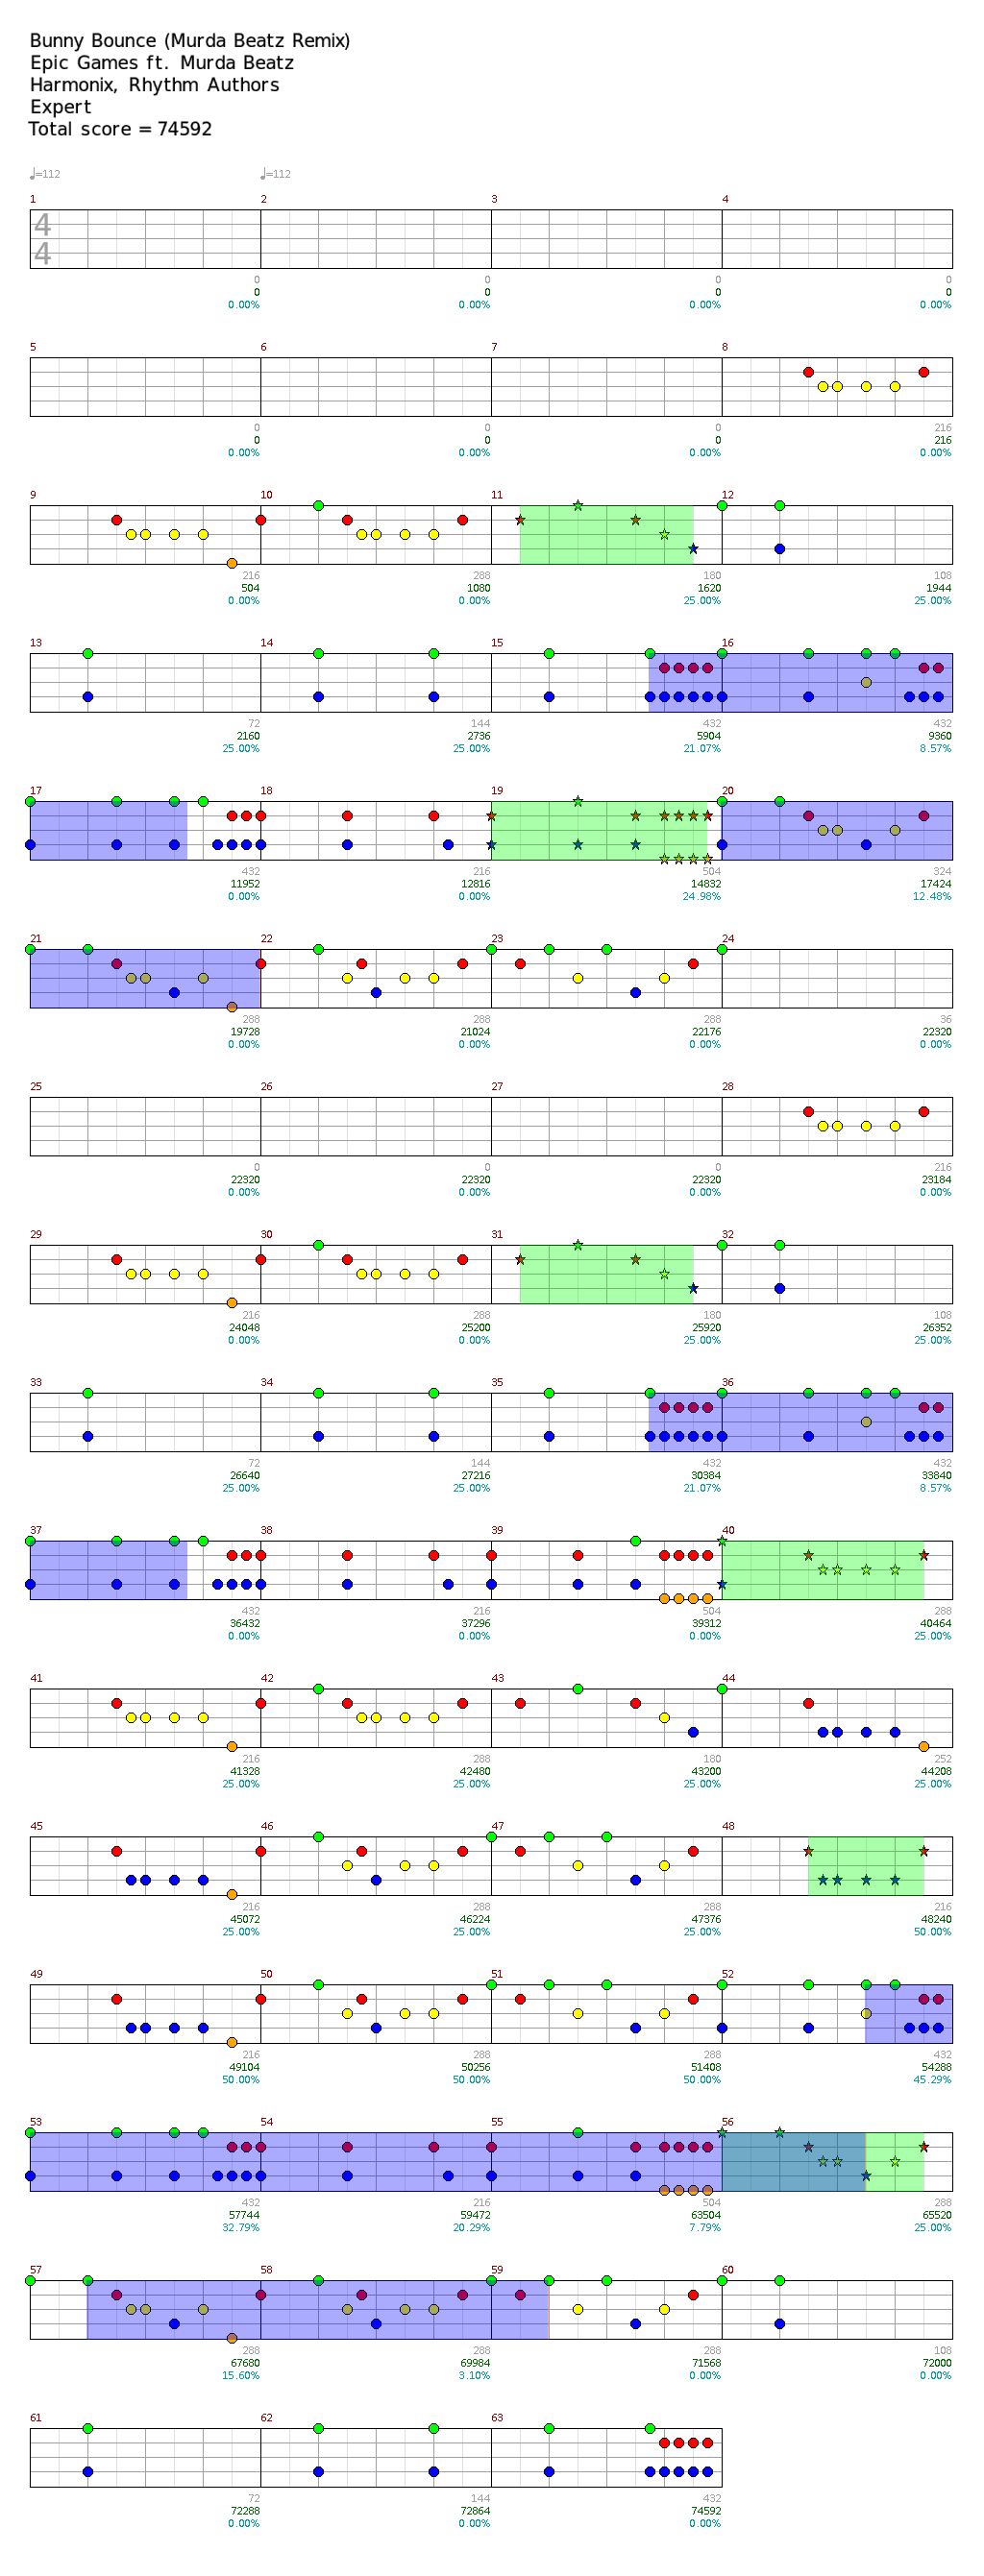 Bunny Bounce (Murda Beatz Remix)
Epic Games ft. Murda Beatz
Harmonix, Rhythm Authors
Expert
Total score = 74592
♩=112 ♩=112
1 2 3 4
4
4
0 0 0 0
0 0 0 0
0.00% 0.00% 0.00% 0.00%
5 6 7 8
0 0 0 216
0 0 0 216
0.00% 0.00% 0.00% 0.00%
9 10 11 12
216 288 180 108
504 1080 1620 1944
0.00% 0.00% 25.00% 25.00%
13 14 15 16
72 144 432 432
2160 2736 5904 9360
25.00% 25.00% 21.07% 8.57%
17 18 19 20
432 216 504 324
11952 12816 14832 17424
0.00% 0.00% 24.98% 12.48%
21 22 23 24
288 288 288 36
19728 21024 22176 22320
0.00% 0.00% 0.00% 0.00%
25 26 27 28
0 0 0 216
22320 22320 22320 23184
0.00% 0.00% 0.00% 0.00%
29 30 31 32
216 288 180 108
24048 25200 25920 26352
0.00% 0.00% 25.00% 25.00%
33 34 35 36
72 144 432 432
26640 27216 30384 33840
25.00% 25.00% 21.07% 8.57%
37 38 39 40
432 216 504 288
36432 37296 39312 40464
0.00% 0.00% 0.00% 25.00%
41 42 43 44
216 288 180 252
41328 42480 43200 44208
25.00% 25.00% 25.00% 25.00%
45 46 47 48
216 288 288 216
45072 46224 47376 48240
25.00% 25.00% 25.00% 50.00%
49 50 51 52
216 288 288 432
49104 50256 51408 54288
50.00% 50.00% 50.00% 45.29%
53 54 55 56
432 216 504 288
57744 59472 63504 65520
32.79% 20.29% 7.79% 25.00%
57 58 59 60
288 288 288 108
67680 69984 71568 72000
15.60% 3.10% 0.00% 0.00%
61 62 63
72 144 432
72288 72864 74592
0.00% 0.00% 0.00%